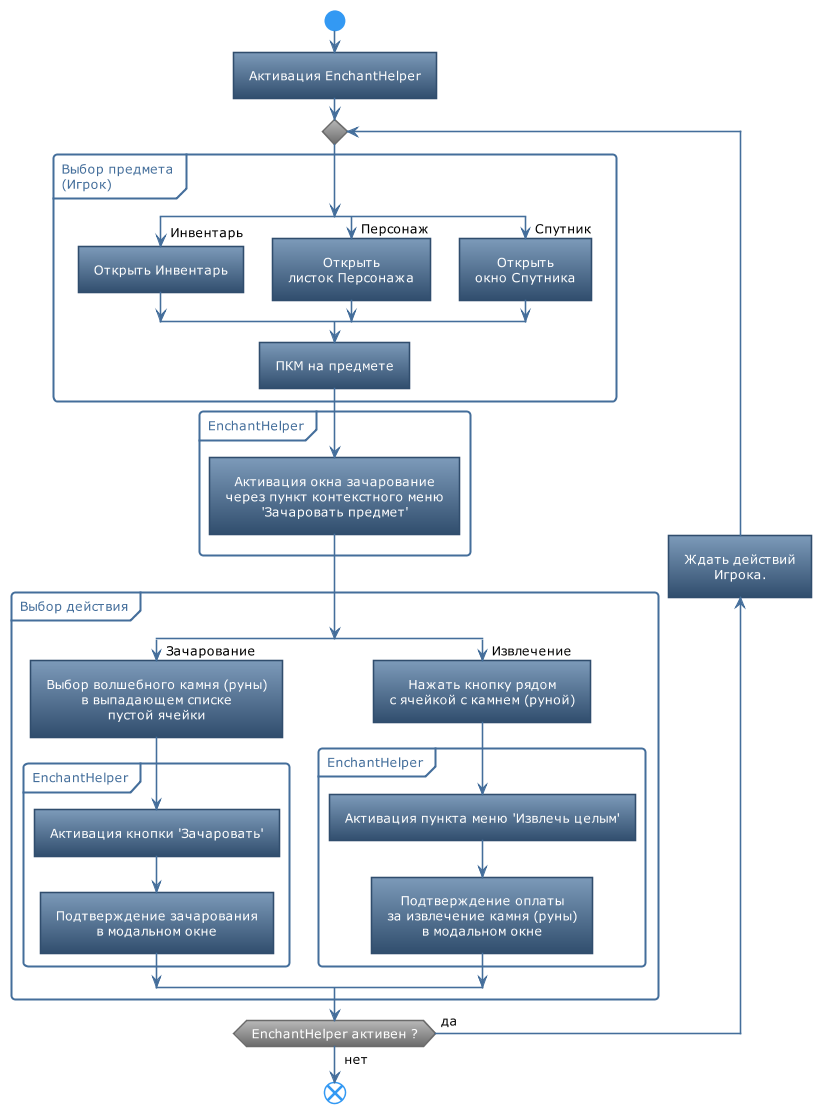 Активация EnchantHelper
Выбор предмета
(Игрок)
Инвентарь
Персонаж
Спутник
Открыть Инвентарь
Открыть
листок Персонажа
Открыть
окно Спутника
ПКМ на предмете
EnchantHelper
Активация окна зачарование
через пункт контекстного меню
'Зачаровать предмет'
Ждать действий
Игрока.
Выбор действия
Зачарование
Извлечение
Выбор волшебного камня (руны)
в выпадающем списке
пустой ячейки
Нажать кнопку рядом
с ячейкой с камнем (руной)
EnchantHelper
Активация кнопки 'Зачаровать'
Подтверждение зачарования
в модальном окне
EnchantHelper
Активация пункта меню 'Извлечь целым'
Подтверждение оплаты
за извлечение камня (руны)
в модальном окне
EnchantHelper активен ?
да
нет